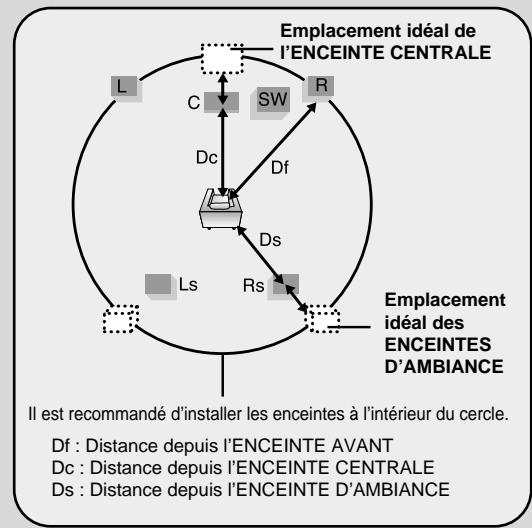 Emplacement idéal de
l'ENCEINTE CENTRALE
L
R
C
SW
Dc
Df
Ds
Ls
Rs
Emplacement
idéal des
ENCEINTES
D'AMBIANCE
Il est recommandé d'installer les enceintes à l'intérieur du cercle.
Df : Distance depuis l'ENCEINTE AVANT
Dc : Distance depuis l'ENCEINTE CENTRALE
Ds : Distance depuis l'ENCEINTE D'AMBIANCE